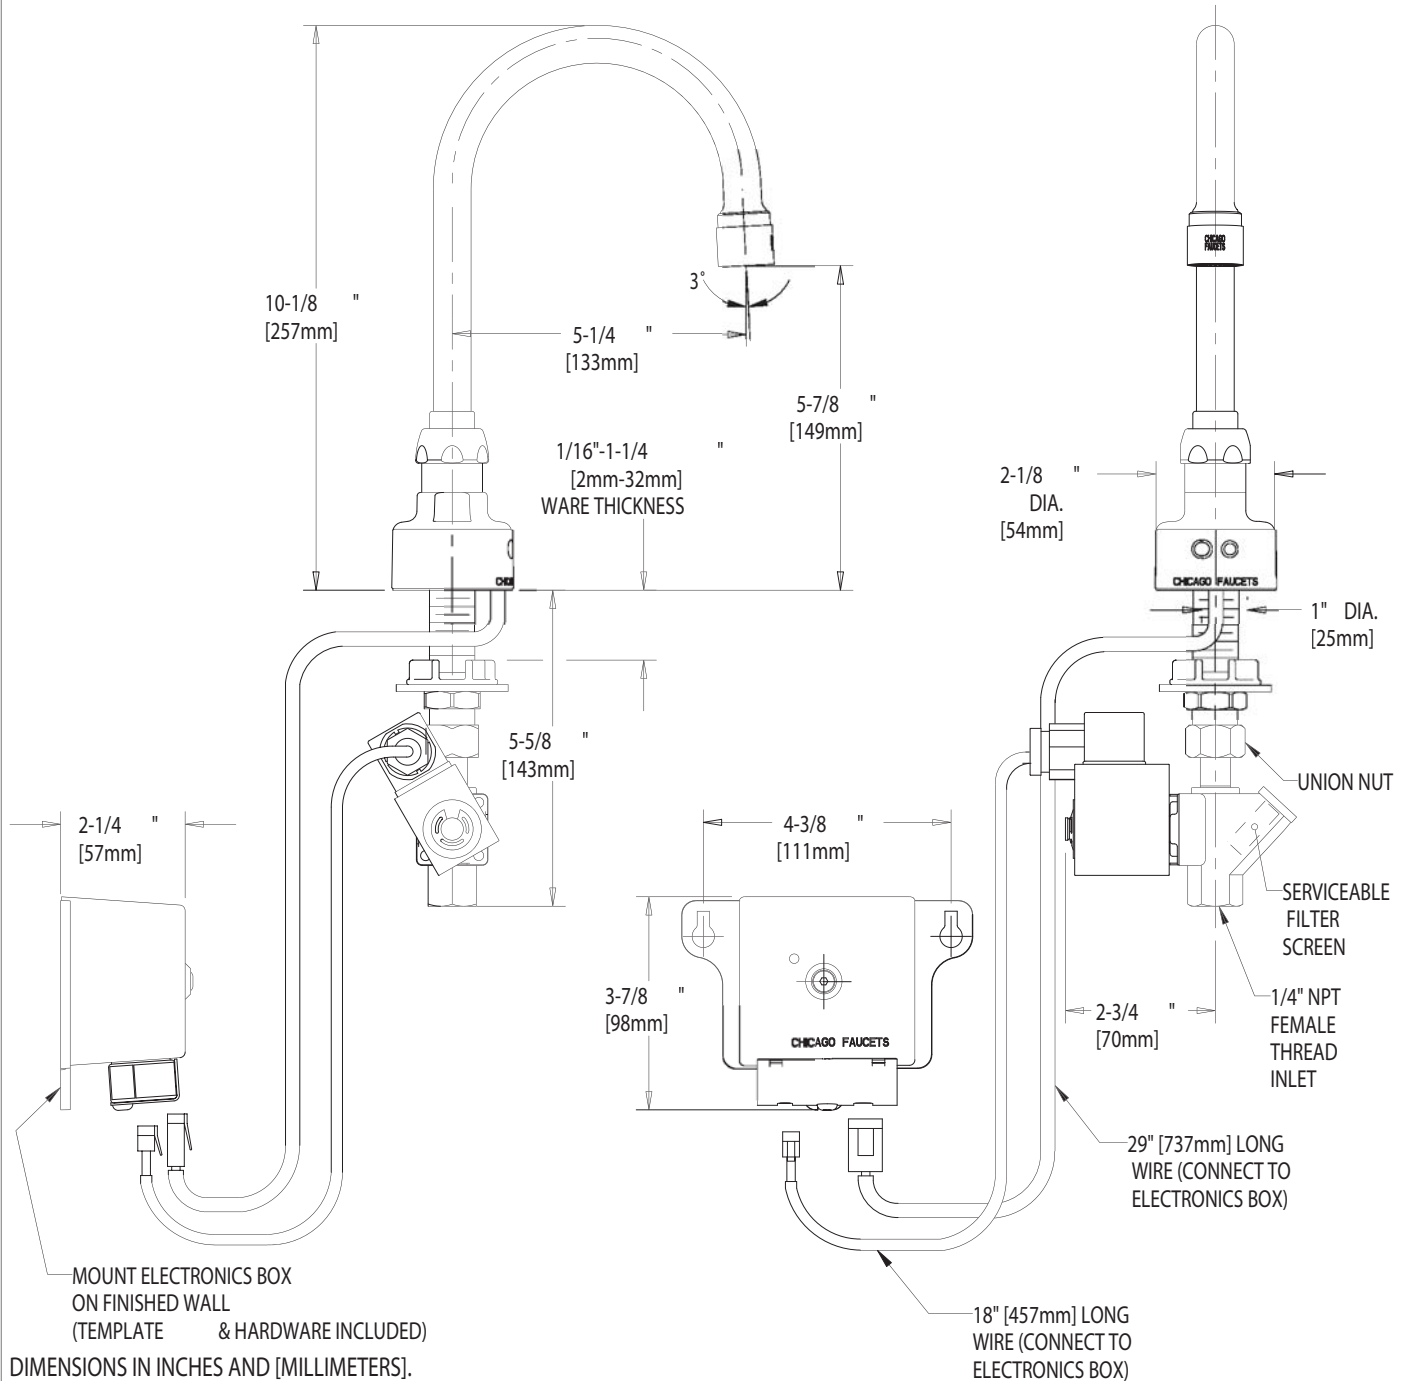 CHICAGO
FAUCETS
3°
10-1/8 "
[257mm]
5-1/4 "
[133mm]
5-7/8 "
[149mm]
1/16"-1-1/4 "
[2mm-32mm]
WARE THICKNESS
2-1/8 "
DIA.
[54mm]
CHIC
CHICAGO FAUCETS
1" DIA.
[25mm]
5-5/8 "
[143mm]
UNION NUT
2-1/4 "
[57mm]
4-3/8 "
[111mm]
SERVICEABLE
FILTER
SCREEN
3-7/8 "
[98mm]
CHICAGO FAUCETS
2-3/4 "
[70mm]
1/4" NPT
FEMALE
THREAD
INLET
29" [737mm] LONG
WIRE (CONNECT TO
ELECTRONICS BOX)
MOUNT ELECTRONICS BOX
ON FINISHED WALL
(TEMPLATE & HARDWARE INCLUDED)
18" [457mm] LONG
WIRE (CONNECT TO
ELECTRONICS BOX)
DIMENSIONS IN INCHES AND [MILLIMETERS].